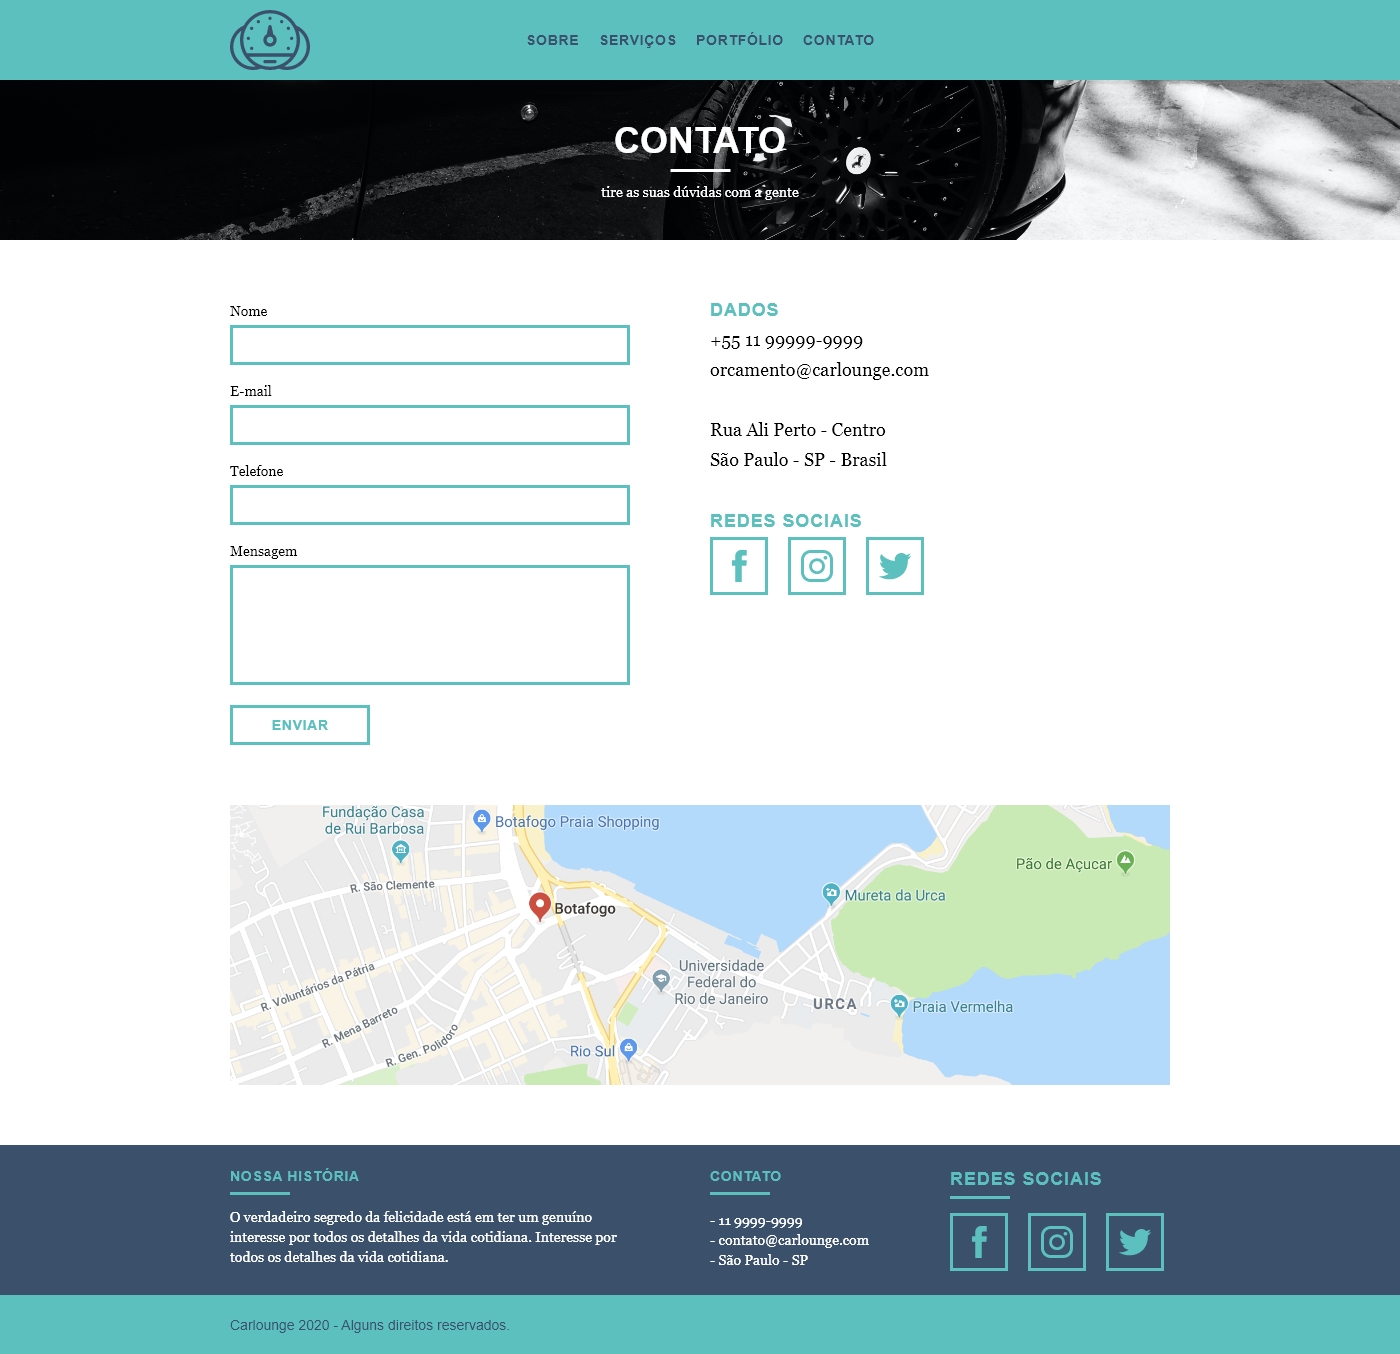 SOBRE SERVIÇOS PORTFÓLIO CONTATO
CONTATO
tire as suas dúvidas com a gente
Nome
E-mail
Telefone
Mensagem
ENVIAR
DADOS
+55 11 99999-9999
orcamento@carlounge.com
Rua Ali Perto - Centro
São Paulo - SP - Brasil
REDES SOCIAIS
Fundação Casa
de Rui Barbosa
Botafogo Praia Shopping
Pão de Açucar
R. São Clemente
Mureta da Urca
Botafogo
Universidade
Federal do
Rio de Janeiro
R. Voluntários da Pátria
URCA
Praia Vermelha
R. Mena Barreto
R. Gen. Polidoro
Rio Sul
NOSSA HISTÓRIA
O verdadeiro segredo da felicidade está em ter um genuíno
interesse por todos os detalhes da vida cotidiana. Interesse por
todos os detalhes da vida cotidiana.
CONTATO
- 11 9999-9999
- contato@carlounge.com
- São Paulo - SP
REDES SOCIAIS
Carlounge 2020 - Alguns direitos reservados.